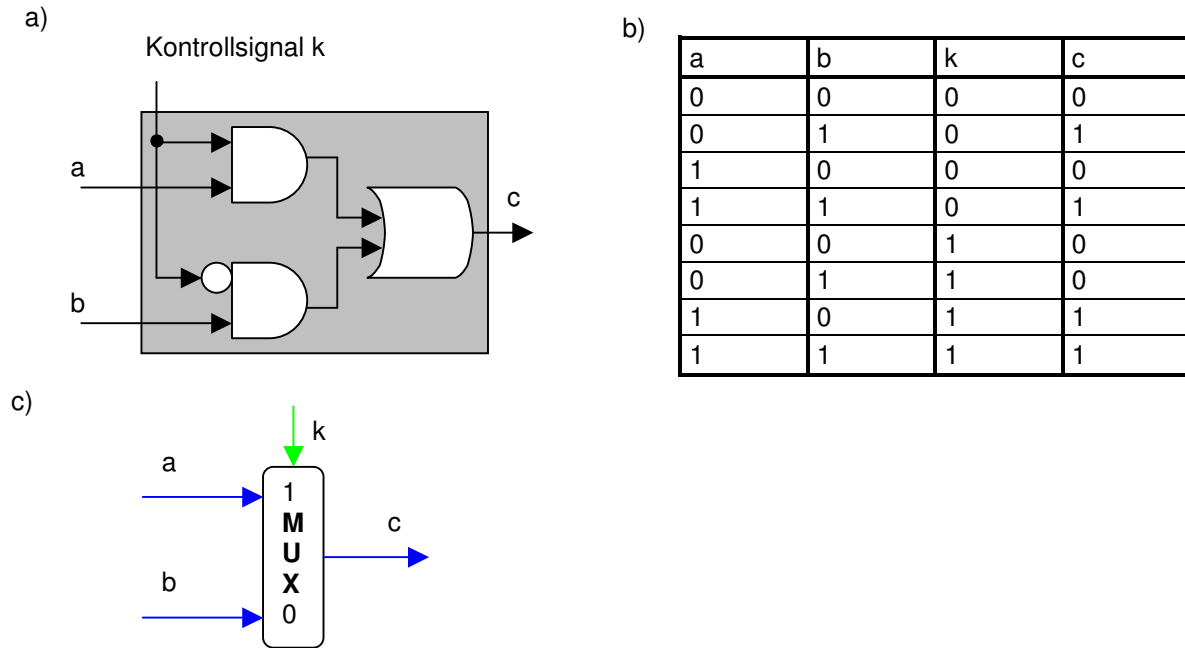 a)
Kontrollsignal k
a
b
c
b)
a b k c
0 0 0 0
0 1 0 1
1 0 0 0
1 1 0 1
0 0 1 0
0 1 1 0
1 0 1 1
1 1 1 1
c)
k
a
b
1
M
U
X
0
c